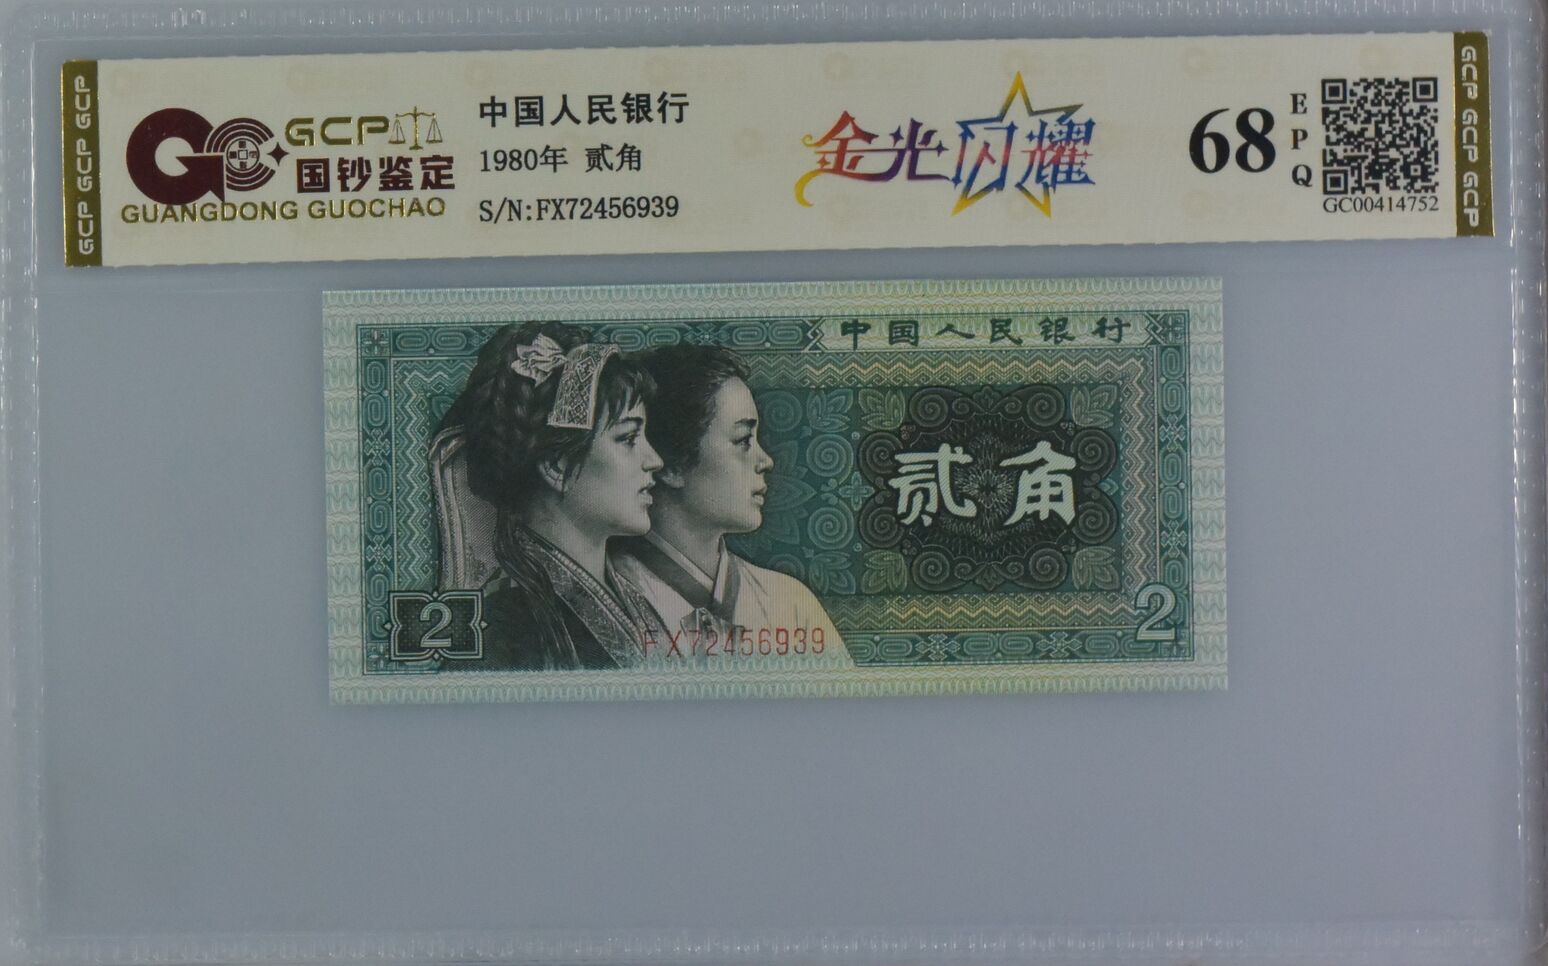 GCP GCP GCP
GCP
国钞鉴定
GUANGDONG GUOCHAO
中国人民银行
1980年 贰角
S/N:FX72456939
金光闪耀
68
EPQ
GC00414752
GCP GCP GCP
中国人民银行
贰角
2
2
FX72456939